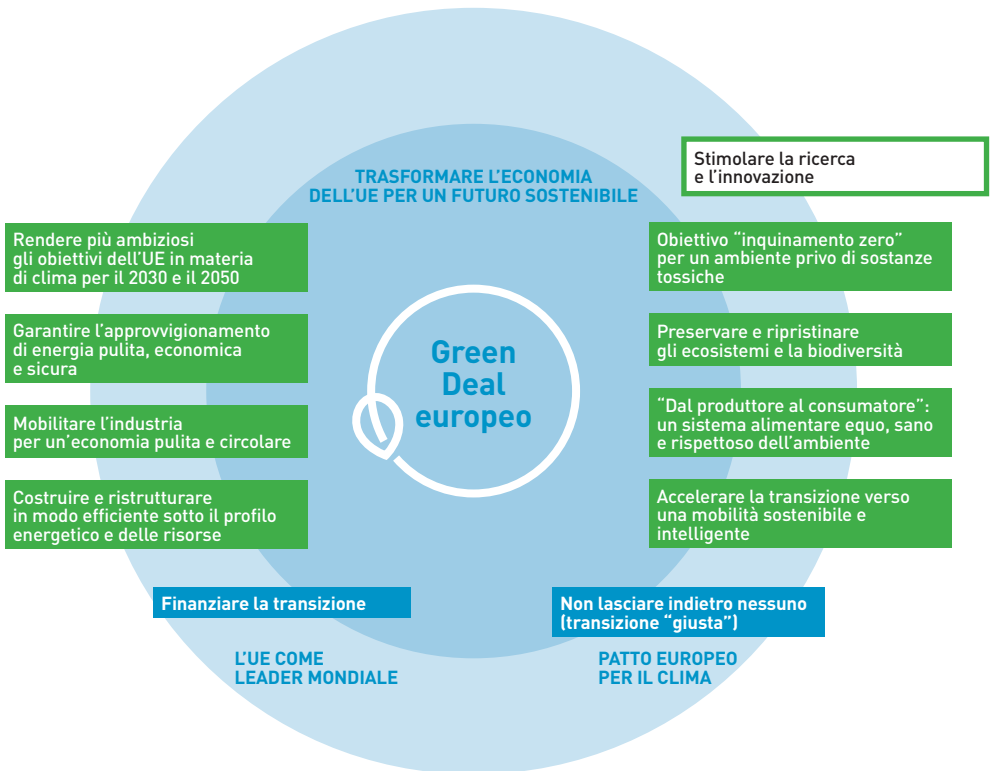 TRASFORMARE L’ECONOMIA
DELL’UE PER UN FUTURO SOSTENIBILE
Stimolare la ricerca
e l’innovazione
Rendere più ambiziosi
gli obiettivi dell’UE in materia
di clima per il 2030 e il 2050
Garantire l’approvvigionamento
di energia pulita, economica
e sicura
Mobilitare l’industria
per un’economia pulita e circolare
Costruire e ristrutturare
in modo efficiente sotto il profilo
energetico e delle risorse
Green
Deal
europeo
Obiettivo “inquinamento zero”
per un ambiente privo di sostanze
tossiche
Preservare e ripristinare
gli ecosistemi e la biodiversità
“Dal produttore al consumatore”:
un sistema alimentare equo, sano
e rispettoso dell’ambiente
Accelerare la transizione verso
una mobilità sostenibile e
intelligente
Finanziare la transizione
Non lasciare indietro nessuno
(transizione “giusta”)
L’UE COME
LEADER MONDIALE
PATTO EUROPEO
PER IL CLIMA